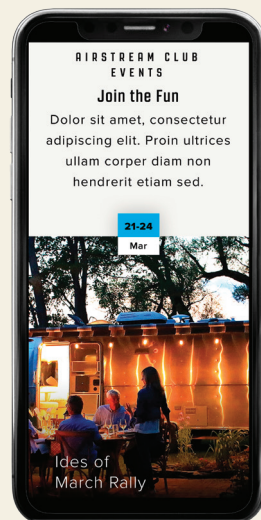 AIRSTREAM CLUB
EVENTS
Join the Fun
Dolor sit amet, consectetur
adipiscing elit. Proin ultrices
ullam corper diam non
hendrerit etiam sed.
21-24
Mar
Ides of
March Rally